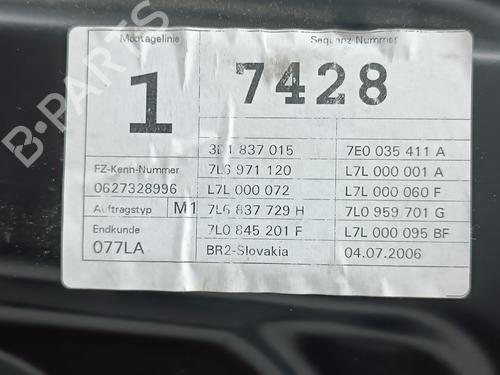 Montagelinie Sequenz Nummer
1 7428
3D1 837 015 7E0 035 411 A
FZ-Kenn-Nummer 7L6 971 120 L7L 000 001 A
0627328996 L7L 000 072 L7L 000 060 F
Auftragstyp M1 7L6 837 729 H 7L0 959 701 G
Endkunde 7L0 845 201 F L7L 000 095 BF
077LA BR2-Slovakia 04.07.2006
B-PARTS